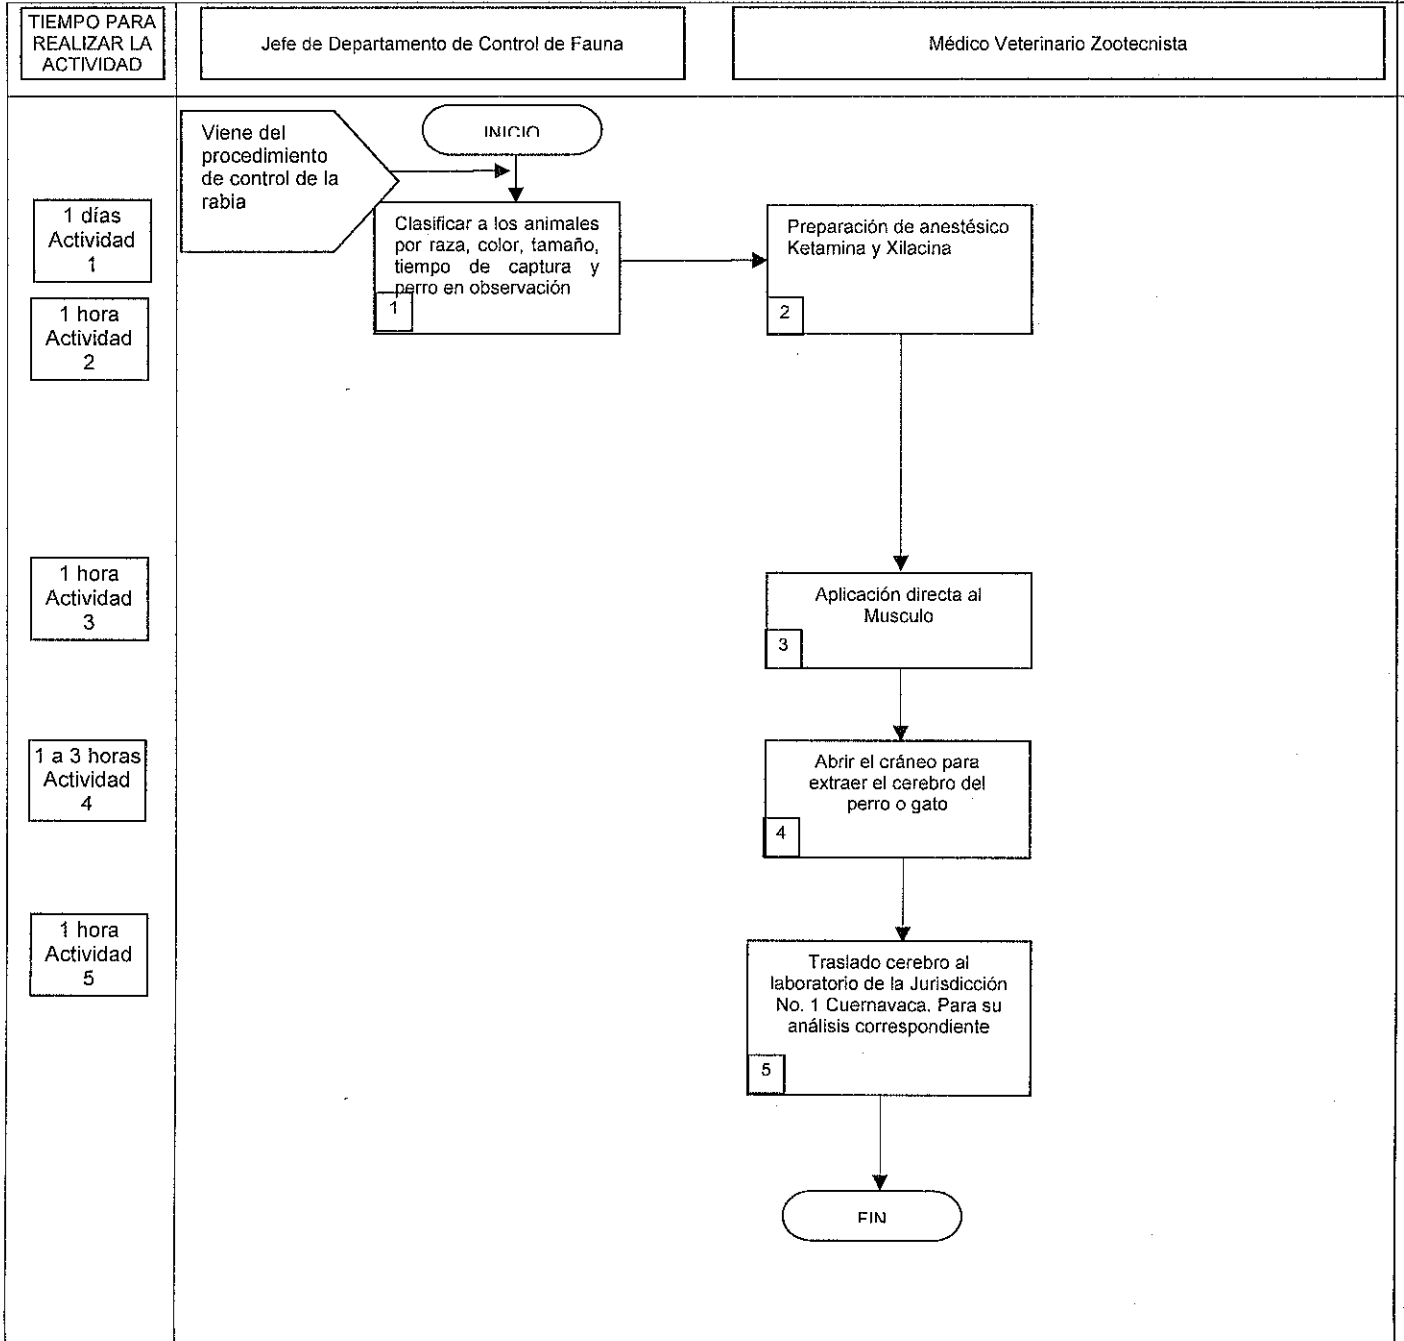 TIEMPO PARA
REALIZAR LA
ACTIVIDAD
Jefe de Departamento de Control de Fauna
Médico Veterinario Zootecnista
Viene del
procedimiento
de control de la
rabia
INICIO
1 días
Actividad
1
Clasificar a los animales
por raza, color, tamaño,
tiempo de captura y
perro en observación
1
Preparación de anestésico
Ketamina y Xilacina
2
1 hora
Actividad
2
1 hora
Actividad
3
Aplicación directa al
Musculo
3
1 a 3 horas
Actividad
4
Abrir el cráneo para
extraer el cerebro del
perro o gato
4
1 hora
Actividad
5
Traslado cerebro al
laboratorio de la Jurisdicción
No. 1 Cuernavaca. Para su
análisis correspondiente
5
FIN